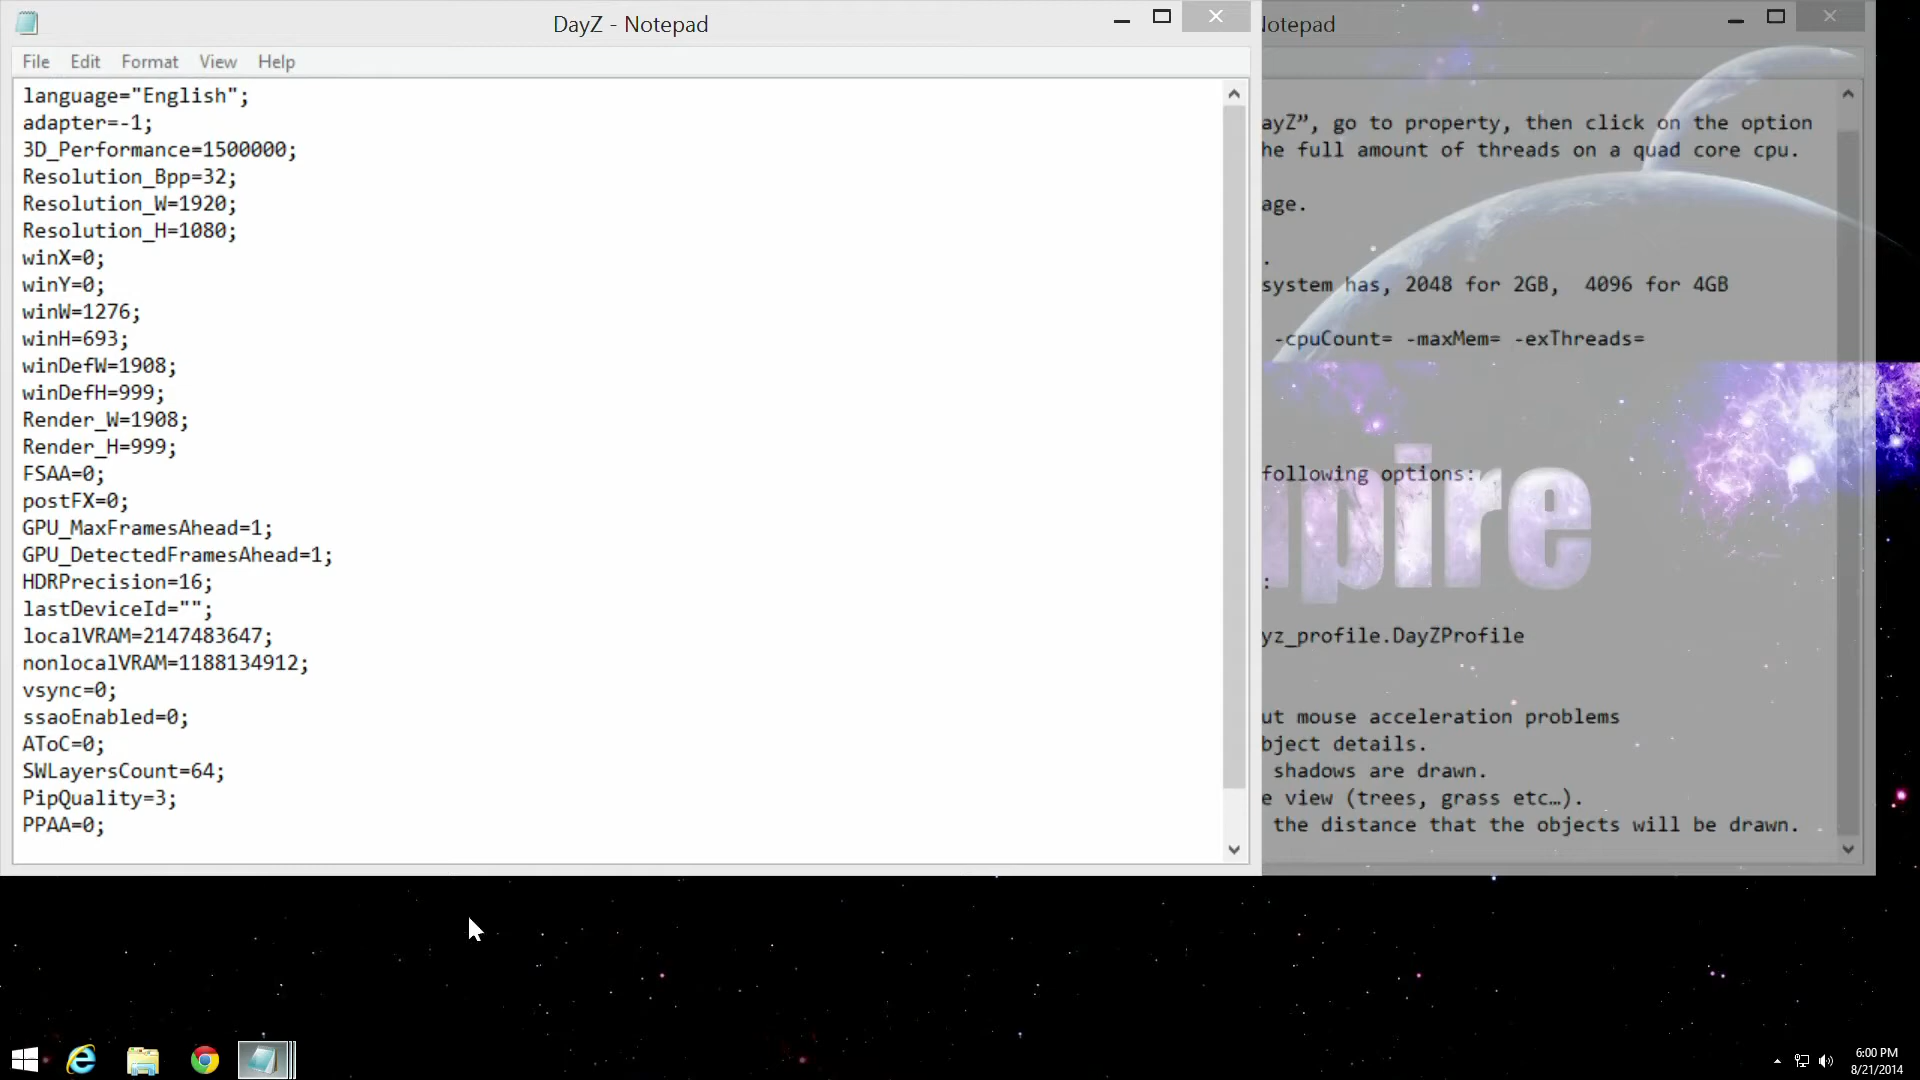 DayZ - Notepad
File Edit Format View Help
language="English";
adapter=-1;
3D_Performance=1500000;
Resolution_Bpp=32;
Resolution_W=1920;
Resolution_H=1080;
winX=0;
winY=0;
winW=1276;
winH=693;
winDefW=1908;
winDefH=999;
Render_W=1908;
Render_H=999;
FSAA=0;
postFX=0;
GPU_MaxFramesAhead=1;
GPU_DetectedFramesAhead=1;
HDRPrecision=16;
lastDeviceId="";
localVRAM=2147483647;
nonlocalVRAM=1188134912;
vsync=0;
ssaoEnabled=0;
AToC=0;
SWLayersCount=64;
PipQuality=3;
PPAA=0;
Notepad
ayZ”, go to property, then click on the option
he full amount of threads on a quad core cpu.
age.
.
system has, 2048 for 2GB,  4096 for 4GB
-cpuCount= -maxMem= -exThreads=
following options:
pire
:
yz_profile.DayZProfile
ut mouse acceleration problems
bject details.
shadows are drawn.
e view (trees, grass etc…).
the distance that the objects will be drawn.
6:00 PM
8/21/2014